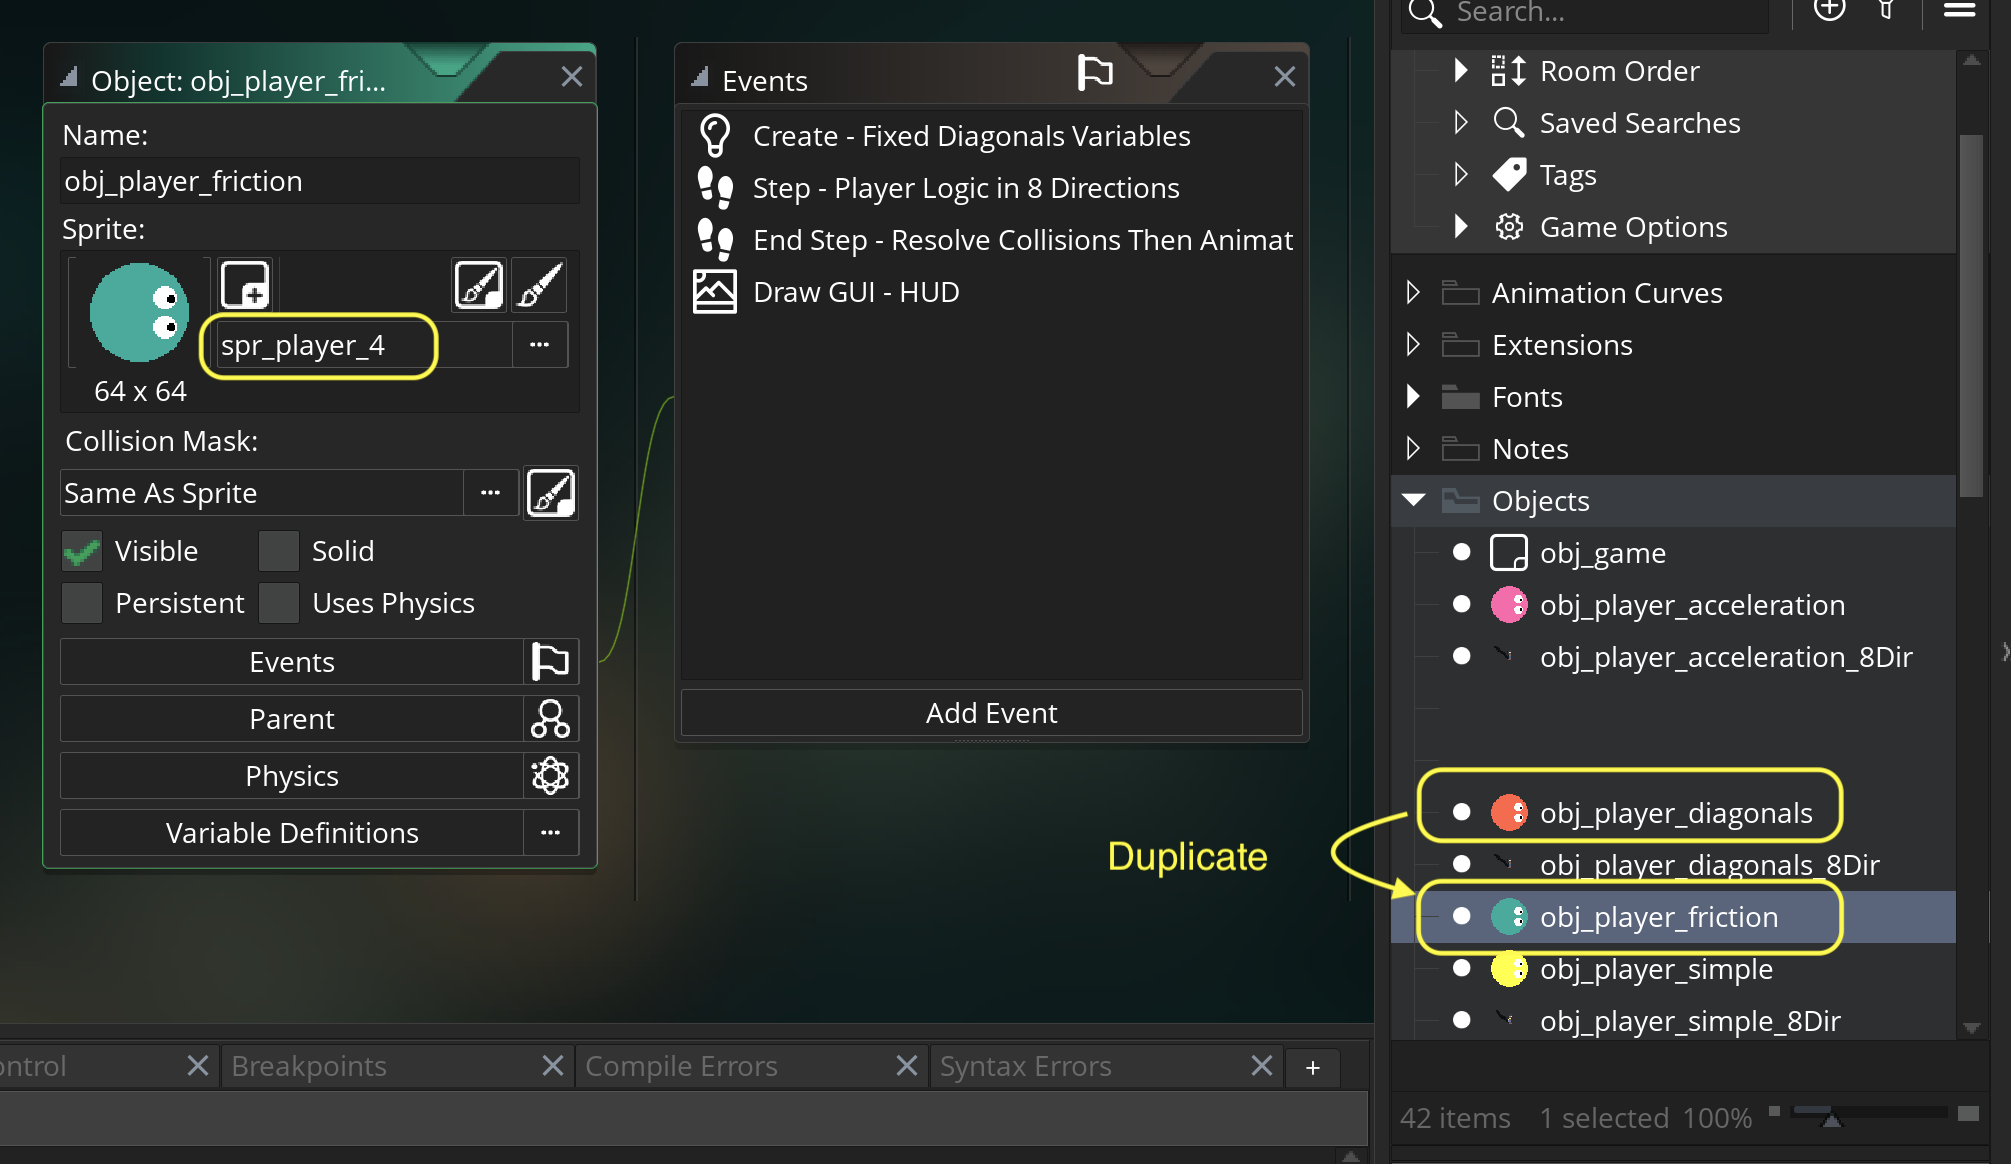 Object: obj_player_fri...
Name:
obj_player_friction
Sprite:
spr_player_4
...
64 x 64
Collision Mask:
Same As Sprite
...
Visible
Solid
Persistent
Uses Physics
Events
Parent
Physics
Variable Definitions
...
Events
Create - Fixed Diagonals Variables
Step - Player Logic in 8 Directions
End Step - Resolve Collisions Then Animat
Draw GUI - HUD
Add Event
Duplicate
Search...
Room Order
Saved Searches
Tags
Game Options
Animation Curves
Extensions
Fonts
Notes
Objects
obj_game
obj_player_acceleration
obj_player_acceleration_8Dir
obj_player_diagonals
obj_player_diagonals_8Dir
obj_player_friction
obj_player_simple
obj_player_simple_8Dir
42 items 1 selected 100%
ontrol
Breakpoints
Compile Errors
Syntax Errors
+